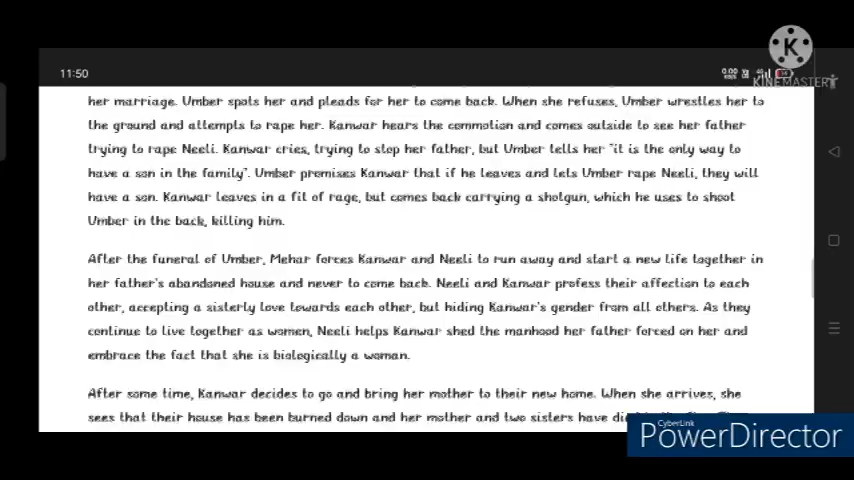 11:50
0.00
KINEMASTER
her marriage. Umber spots her and pleads for her to come back. When she refuses, Umber wrestles her to
the ground and attempts to rape her. Kanwar hears the commotion and comes outside to see her father
trying to rape Neeli. Kanwar cries, trying to stop her father, but Umber tells her "it is the only way to
have a son in the family". Umber promises Kanwar that if he leaves and lets Umber rape Neeli, they will
have a son. Kanwar leaves in a fit of rage, but comes back carrying a shotgun, which he uses to shoot
Umber in the back, killing him.
After the funeral of Umber, Mehar forces Kanwar and Neeli to run away and start a new life together in
her father's abandoned house and never to come back. Neeli and Kanwar profess their affection to each
other, accepting a sisterly love towards each other, but hiding Kanwar's gender from all others. As they
continue to live together as women, Neeli helps Kanwar shed the manhood her father forced on her and
embrace the fact that she is biologically a woman.
After some time, Kanwar decides to go and bring her mother to their new home. When she arrives, she
sees that their house has been burned down and her mother and two sisters have
CyberLink
PowerDirector